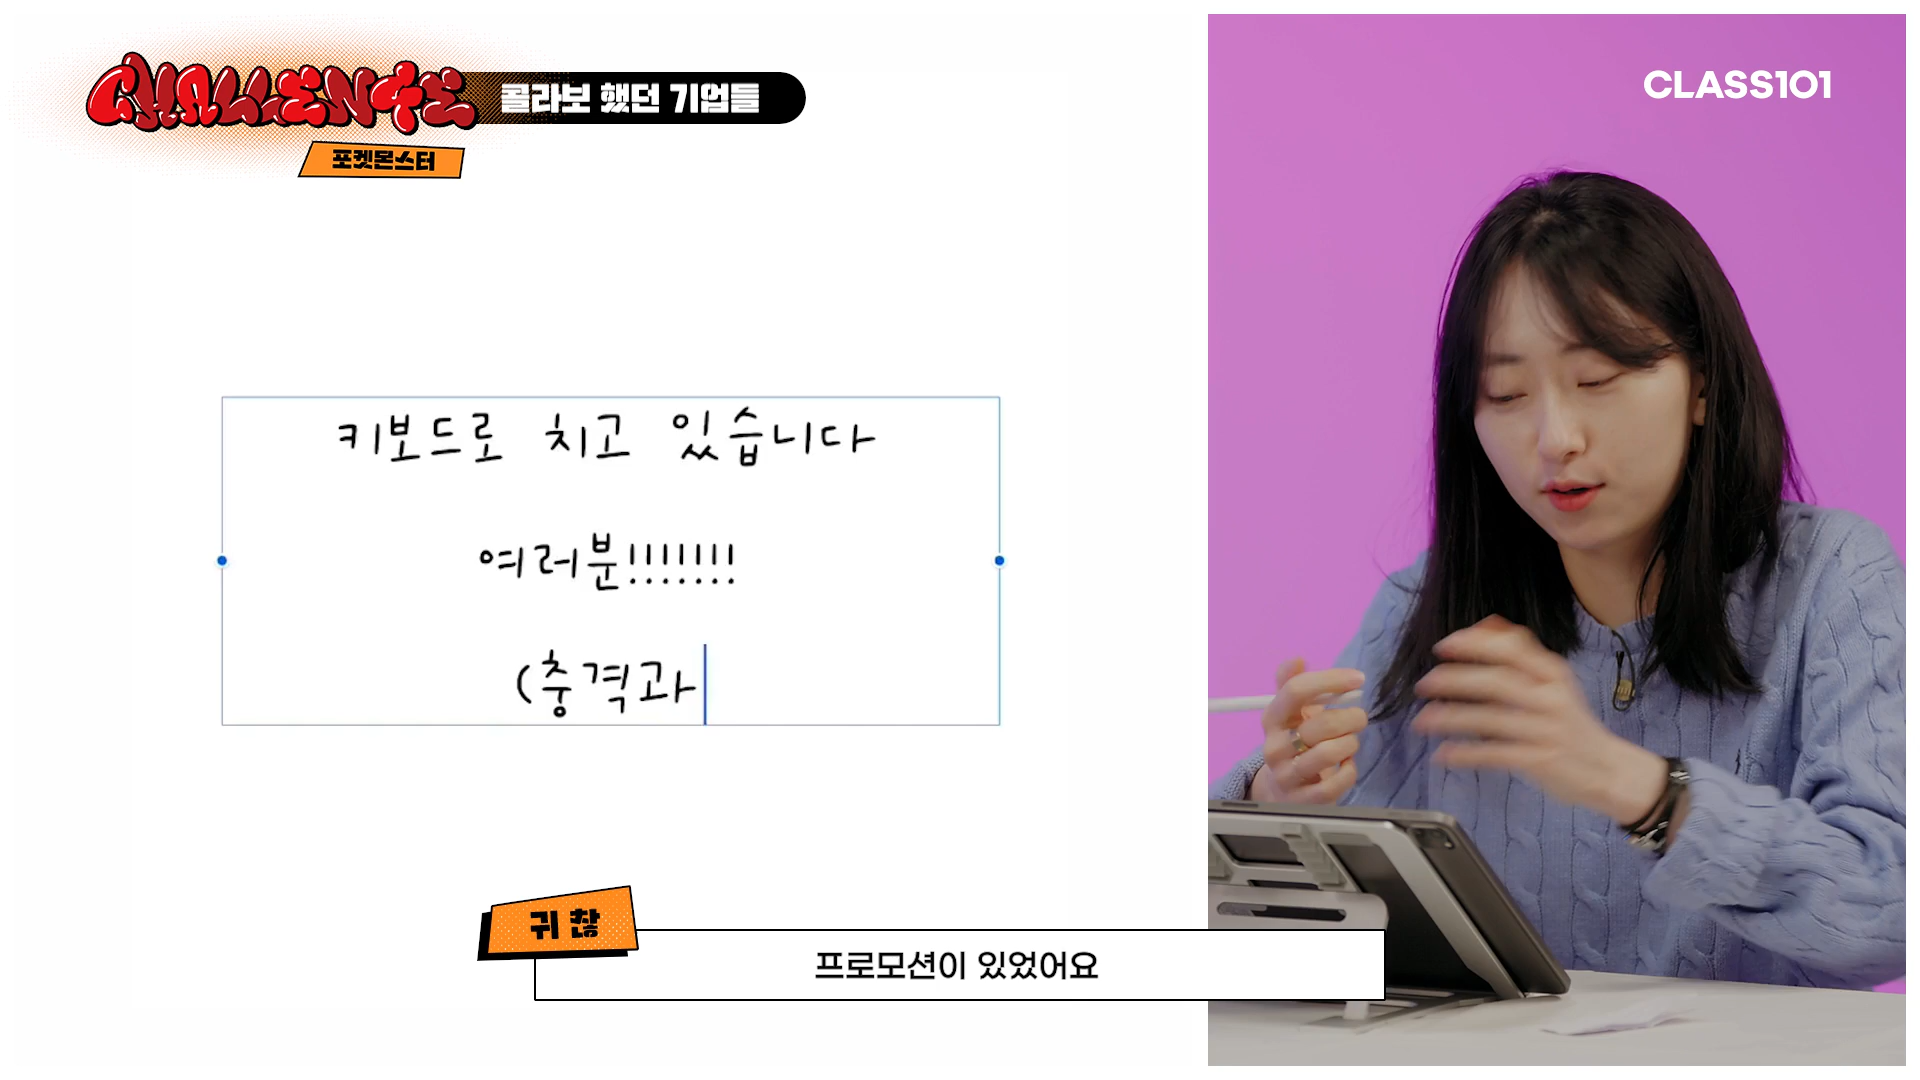 CHALLENGE
콜라보 했던 기업들
포켓몬스터
CLASS101
키보드로 치고 있습니다
여러분!!!!!!!
(충격과
귀찮
프로모션이 있었어요